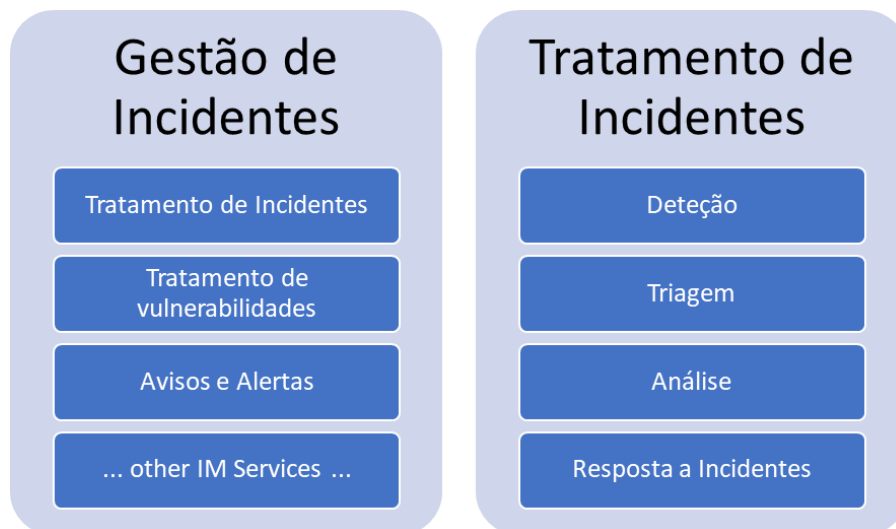 Gestão de
Incidentes
Tratamento de Incidentes
Tratamento de
vulnerabilidades
Avisos e Alertas
... other IM Services ...
Tratamento de
Incidentes
Deteção
Triagem
Análise
Resposta a Incidentes